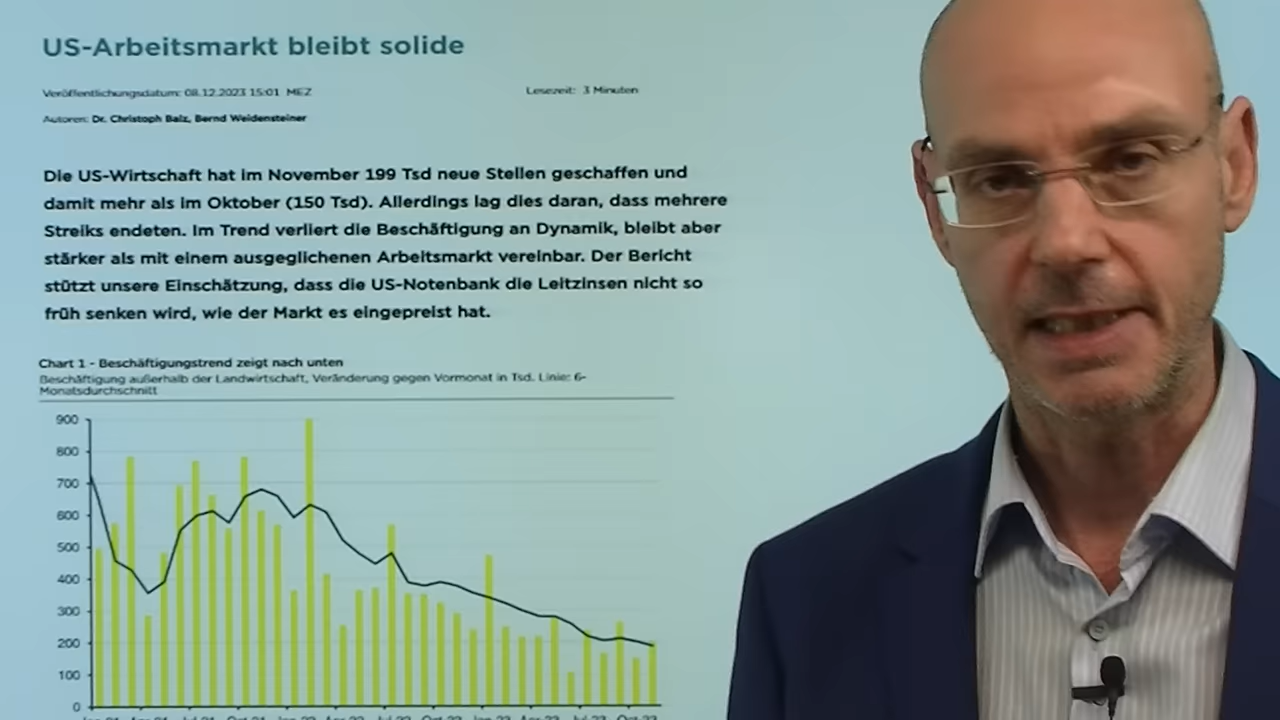 US-Arbeitsmarkt bleibt solide
Veröffentlichungsdatum: 08.12.2023 15:01 MEZ
Lesezeit: 3 Minuten
Autoren: Dr. Christoph Balz, Bernd Weidensteiner
Die US-Wirtschaft hat im November 199 Tsd neue Stellen geschaffen und
damit mehr als im Oktober (150 Tsd). Allerdings lag dies daran, dass mehrere
Streiks endeten. Im Trend verliert die Beschäftigung an Dynamik, bleibt aber
stärker als mit einem ausgeglichenen Arbeitsmarkt vereinbar. Der Bericht
stützt unsere Einschätzung, dass die US-Notenbank die Leitzinsen nicht so
früh senken wird, wie der Markt es eingepreist hat.
Chart 1 - Beschäftigungstrend zeigt nach unten
Beschäftigung außerhalb der Landwirtschaft, Veränderung gegen Vormonat in Tsd. Linie: 6-
Monatsdurchschnitt
900
800
700
600
500
400
300
200
100
0